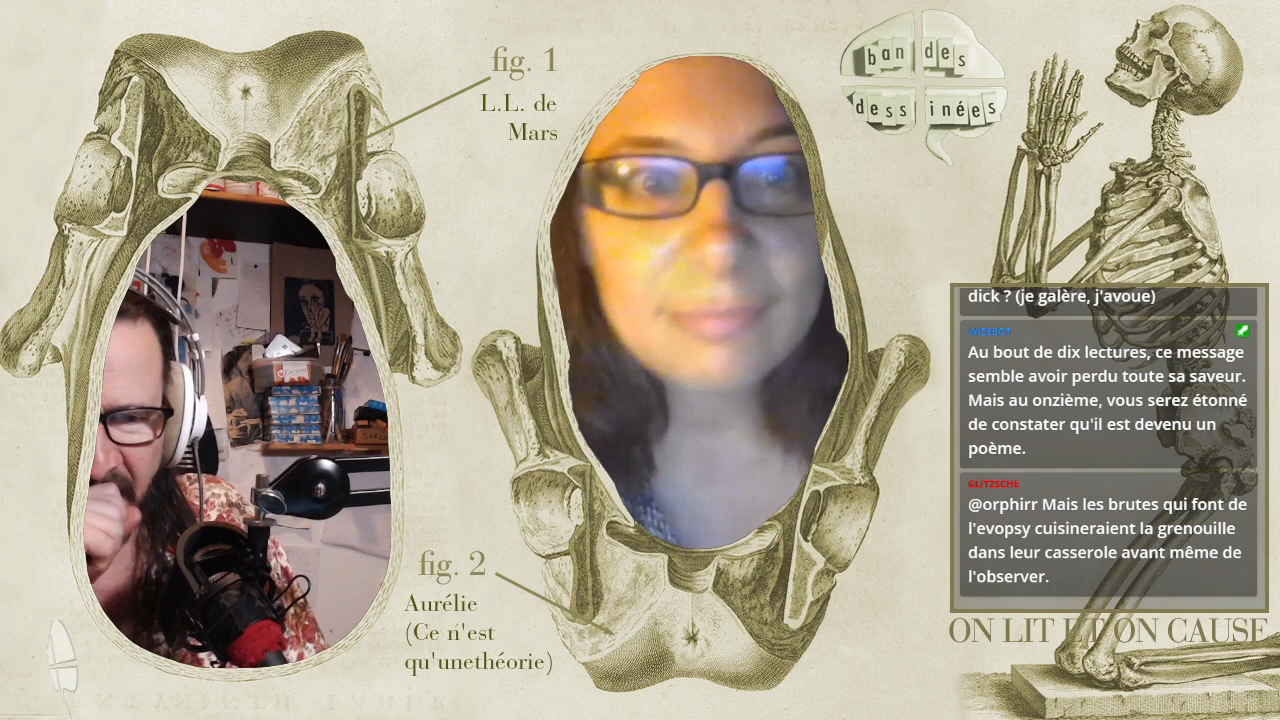 fig. 1
L.L. de
Mars
ban des
dess inées
dick ? (je galère, j'avoue)
WIZEBOT
Au bout de dix lectures, ce message
semble avoir perdu toute sa saveur.
Mais au onzième, vous serez étonné
de constater qu'il est devenu un
poème.
GLITZSCHE
@orphirr Mais les brutes qui font de
l'evopsy cuisineraient la grenouille
dans leur casserole avant même de
l'observer.
fig. 2
Aurélie
(Ce n'est
qu'unethéorie)
ON LIT ET ON CAUSE